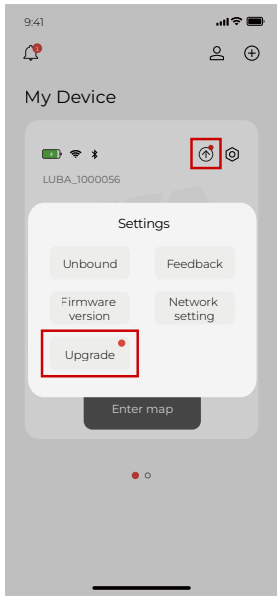 9:41
My Device
LUBA_1000056
Settings
Unbound
Feedback
Firmware
version
Network
setting
Upgrade
Enter map